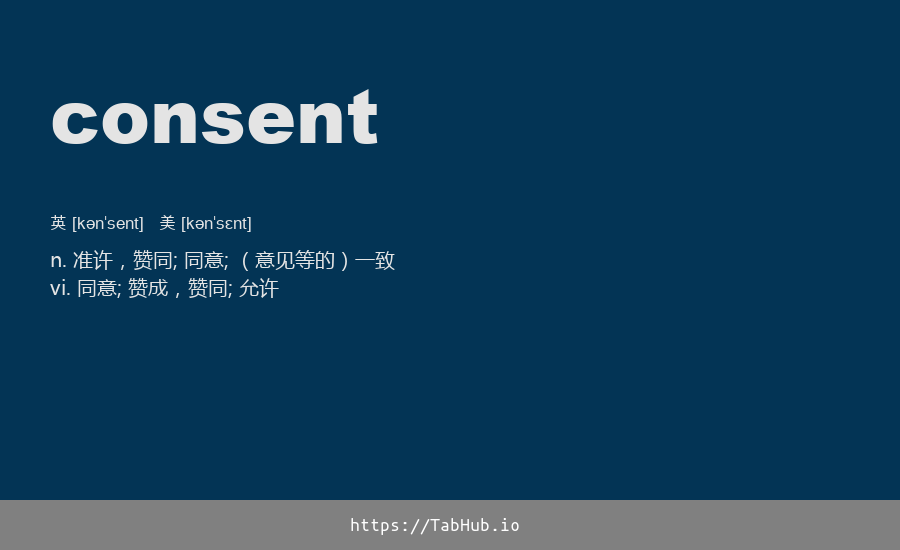 consent
英 [kən'sent] 美 [kən'sɛnt]
n. 准许，赞同; 同意; （意见等的）一致
vi. 同意; 赞成，赞同; 允许
https://TabHub.io